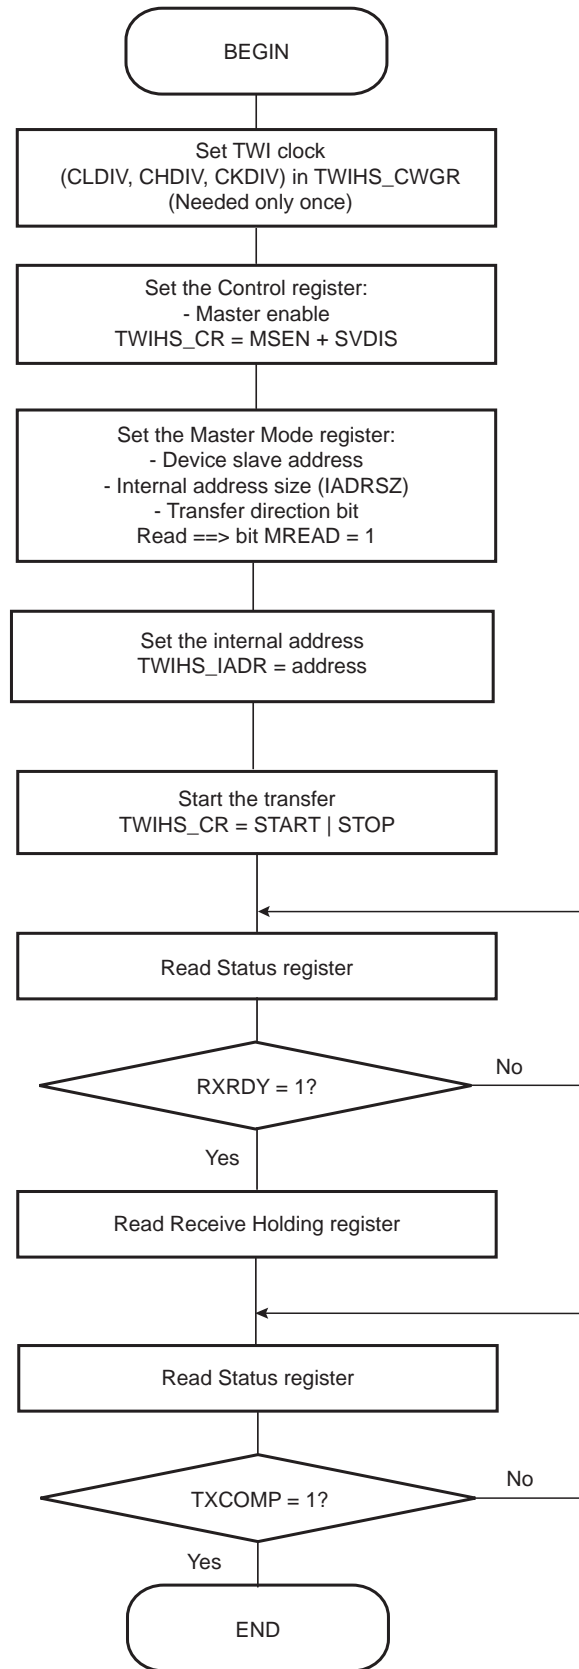 BEGIN
Set TWI clock
(CLDIV, CHDIV, CKDIV) in TWIHS_CWGR
(Needed only once)
Set the Control register:
- Master enable
TWIHS_CR = MSEN + SVDIS
Set the Master Mode register:
- Device slave address
- Internal address size (IADRSZ)
- Transfer direction bit
Read ==> bit MREAD = 1
Set the internal address
TWIHS_IADR = address
Start the transfer
TWIHS_CR = START | STOP
Read Status register
RXRDY = 1?
No
Yes
Read Receive Holding register
Read Status register
TXCOMP = 1?
No
Yes
END